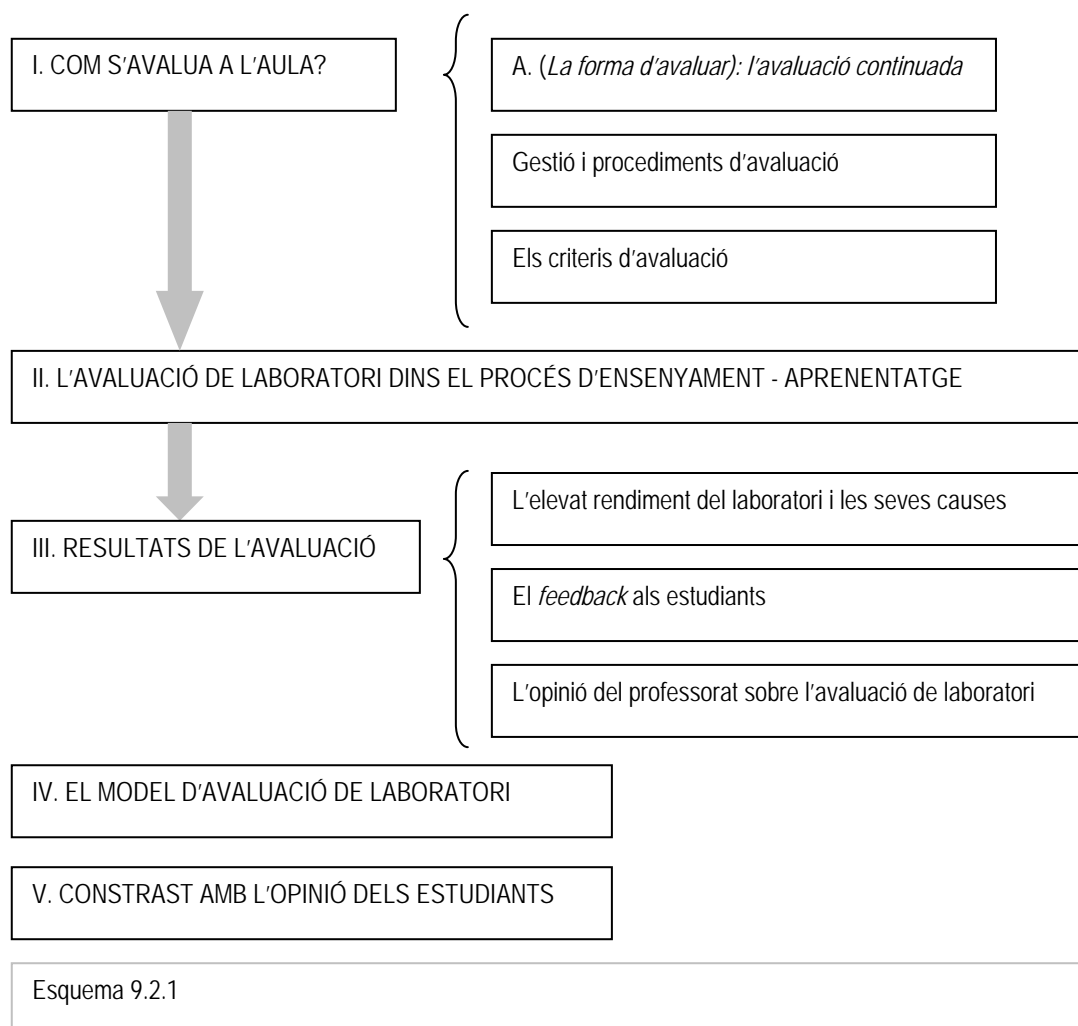 I. COM S'AVALUA A L'AULA?
A. (La forma d'avaluar): l'avaluació continuada
Gestió i procediments d'avaluació
Els criteris d'avaluació
II. L'AVALUACIÓ DE LABORATORI DINS EL PROCÉS D'ENSENYAMENT - APRENENTATGE
III. RESULTATS DE L'AVALUACIÓ
L'elevat rendiment del laboratori i les seves causes
El feedback als estudiants
L'opinió del professorat sobre l'avaluació de laboratori
IV. EL MODEL D'AVALUACIÓ DE LABORATORI
V. CONSTRAST AMB L'OPINIÓ DELS ESTUDIANTS
Esquema 9.2.1